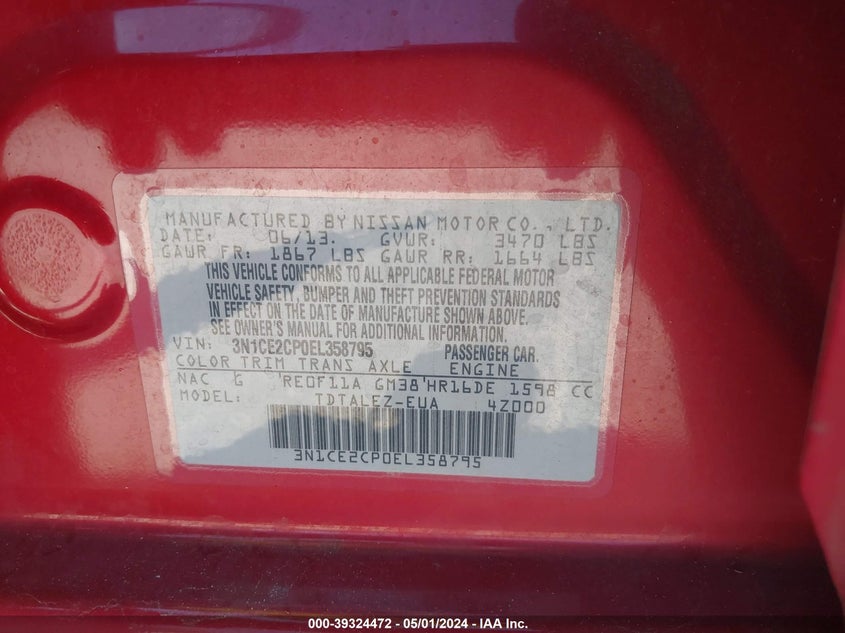 MANUFACTURED BY NISSAN MOTOR CO., LTD.
DATE: 06/13. GVWR: 3470 LBS
GAWR FR: 1867 LBS GAWR RR: 1664 LBS
THIS VEHICLE CONFORMS TO ALL APPLICABLE FEDERAL MOTOR
VEHICLE SAFETY, BUMPER AND THEFT PREVENTION STANDARDS
IN EFFECT ON THE DATE OF MANUFACTURE SHOWN ABOVE.
SEE OWNER'S MANUAL FOR ADDITIONAL INFORMATION.
VIN: 3N1CE2CP0EL358795 PASSENGER CAR.
COLOR TRIM TRANS AXLE ENGINE
NAC G RE0F11A GM38 HR16DE 1598 CC
MODEL: TDTALEZ-EUA 4Z000
3N1CE2CP0EL358795
000-39324472 - 05/01/2024 - IAA Inc.